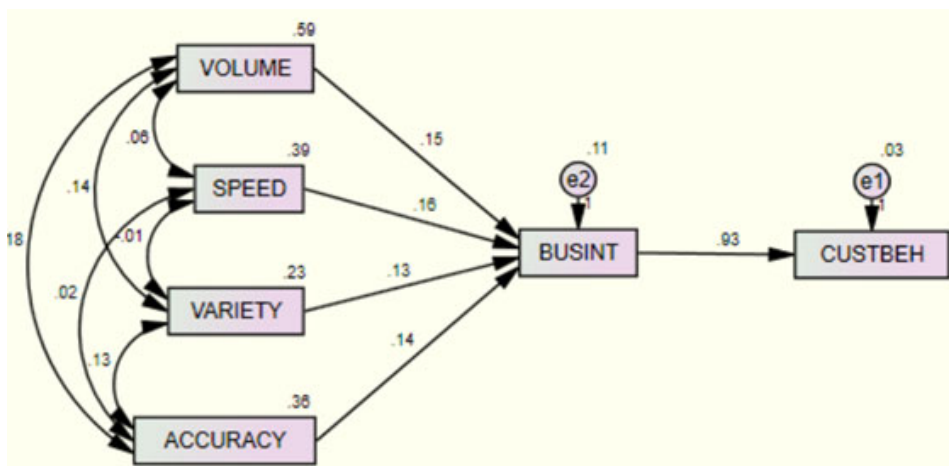 .59
VOLUME
.06
.15
.39
.11
.03
SPEED
e2
e1
.14
.16
1
1
.18
-.01
BUSINT
.93
CUSTBEH
.23
.13
.02
VARIETY
.14
.13
.36
ACCURACY